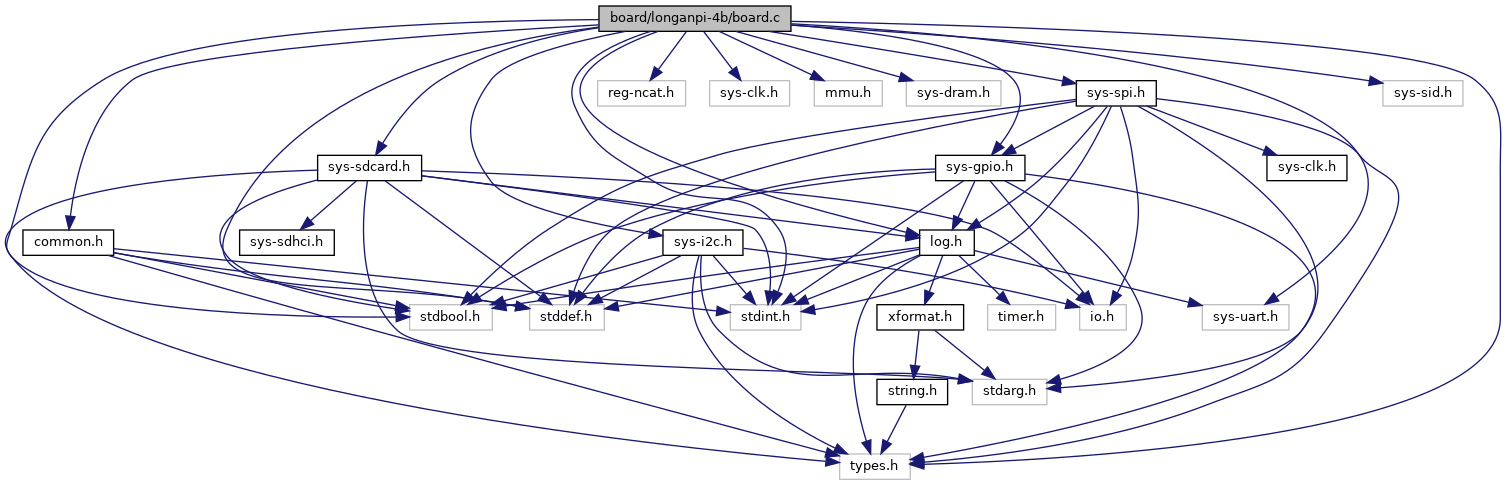 board/longanpi-4b/board.c
reg-ncat.h
sys-clk.h
mmu.h
sys-dram.h
sys-spi.h
sys-sid.h
sys-sdcard.h
sys-gpio.h
sys-clk.h
common.h
sys-sdhci.h
sys-i2c.h
log.h
stdbool.h
stddef.h
stdint.h
xformat.h
timer.h
io.h
sys-uart.h
string.h
stdarg.h
types.h